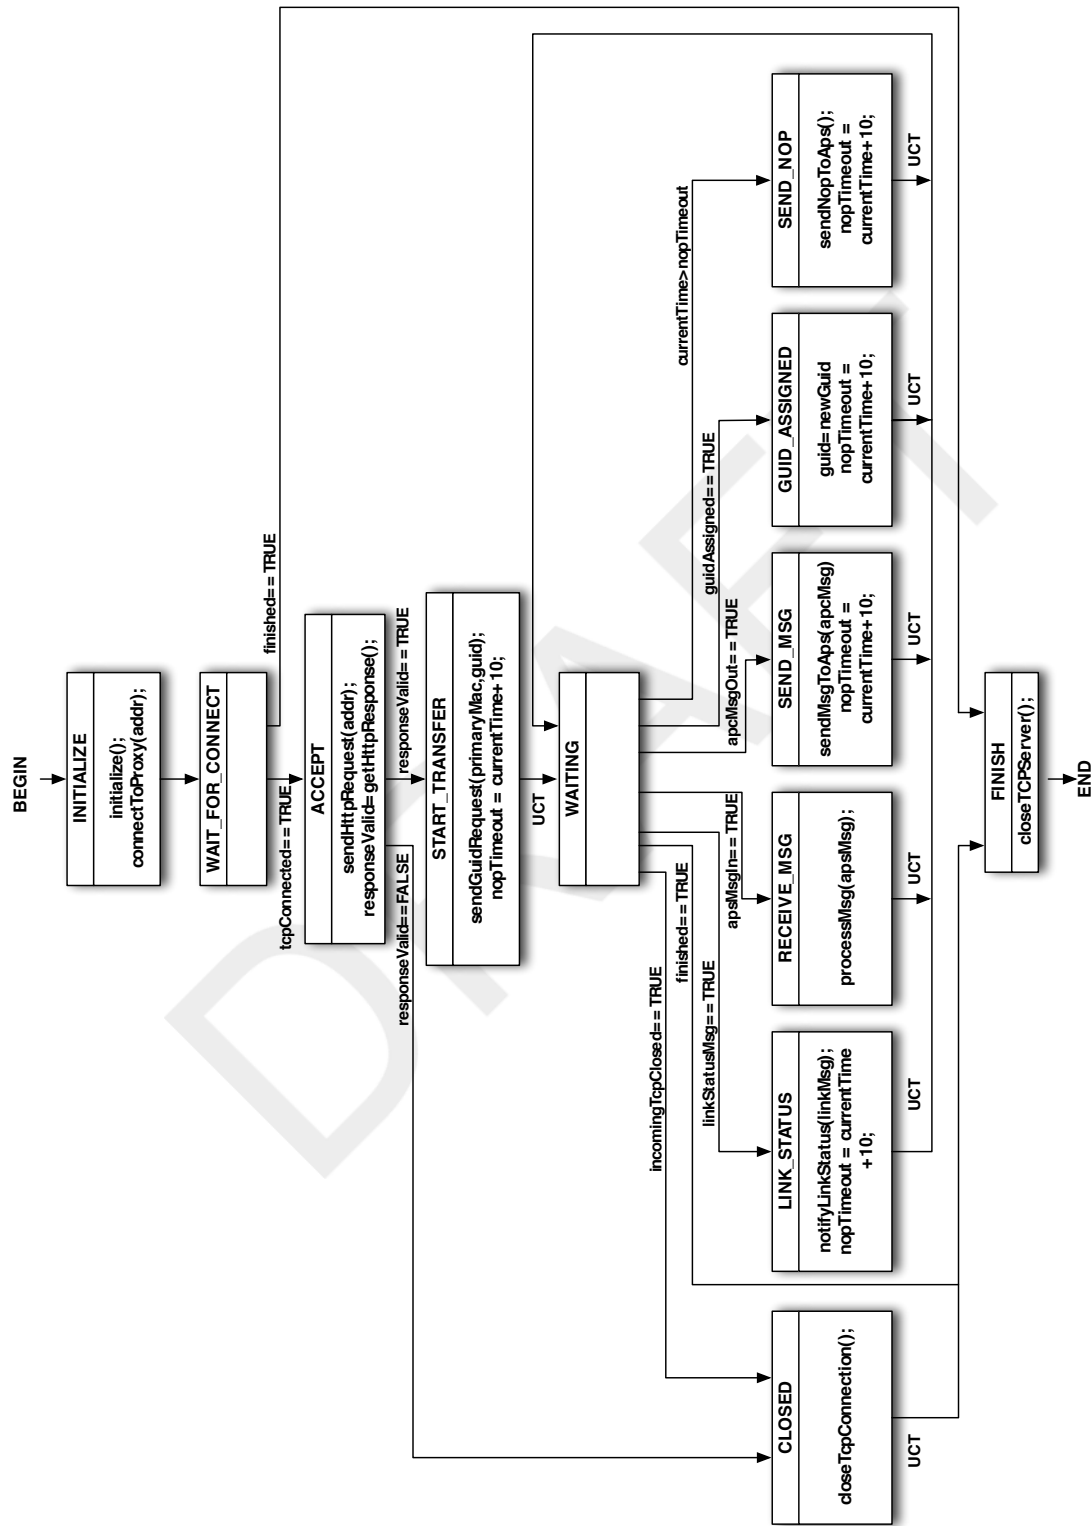 BEGIN
INITIALIZE
initialize();
connectToProxy(addr);
WAIT_FOR_CONNECT
tcpConnected==TRUE
finished==TRUE
ACCEPT
sendHttpRequest(addr);
responseValid=getHttpResponse();
responseValid==FALSE
responseValid==TRUE
START_TRANSFER
sendGuidRequest(primaryMac,guid);
nopTimeout = currentTime+10;
UCT
WAITING
incomingTcpClosed==TRUE
finished==TRUE
linkStatusMsg==TRUE
apsMsgIn==TRUE
apcMsgOut==TRUE
guidAssigned==TRUE
currentTime>nopTimeout
CLOSED
closeTcpConnection();
UCT
LINK_STATUS
notifyLinkStatus(linkMsg);
nopTimeout = currentTime
+10;
UCT
RECEIVE_MSG
processMsg(apsMsg);
UCT
SEND_MSG
sendMsgToAps(apcMsg)
nopTimeout =
currentTime+10;
UCT
GUID_ASSIGNED
guid=newGuid
nopTimeout =
currentTime+10;
UCT
SEND_NOP
sendNopToAps();
nopTimeout =
currentTime+10;
UCT
FINISH
closeTCPServer();
END
DRAFT